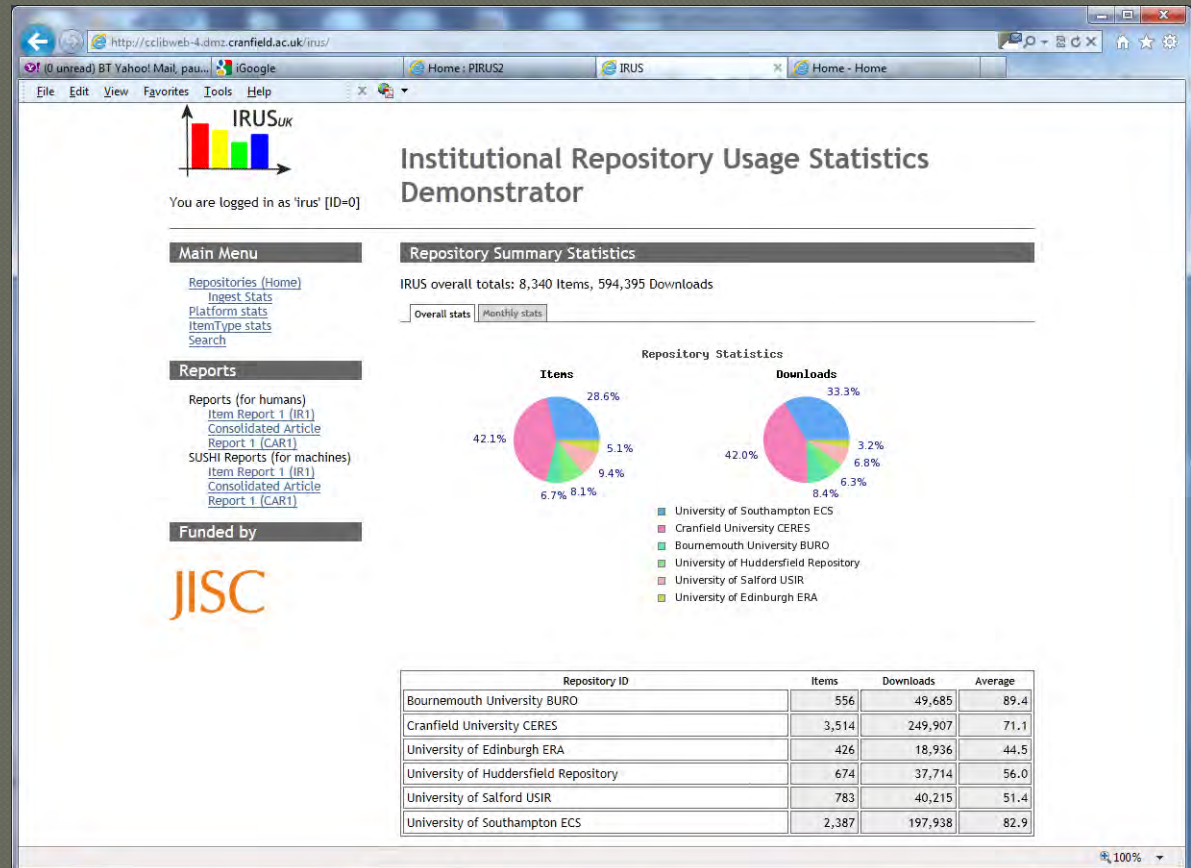 http://cclibweb-4.dmz.cranfield.ac.uk/irus/
(0 unread) BT Yahoo! Mail, pau...
iGoogle
Home : PIRUS2
IRUS
Home - Home
File Edit View Favorites Tools Help
IRUSUK
You are logged in as 'irus' [ID=0]
Institutional Repository Usage Statistics
Demonstrator
Main Menu
Repositories (Home)
Ingest Stats
Platform stats
ItemType stats
Search
Reports
Reports (for humans)
Item Report 1 (IR1)
Consolidated Article
Report 1 (CAR1)
SUSHI Reports (for machines)
Item Report 1 (IR1)
Consolidated Article
Report 1 (CAR1)
Funded by
JISC
Repository Summary Statistics
IRUS overall totals: 8,340 Items, 594,395 Downloads
Overall stats Monthly stats
Repository Statistics
Items
28.6%
42.1%
5.1%
9.4%
6.7% 8.1%
Downloads
33.3%
42.0%
3.2%
6.8%
6.3%
8.4%
University of Southampton ECS
Cranfield University CERES
Bournemouth University BURO
University of Huddersfield Repository
University of Salford USIR
University of Edinburgh ERA
Repository ID Items Downloads Average
Bournemouth University BURO 556 49,685 89.4
Cranfield University CERES 3,514 249,907 71.1
University of Edinburgh ERA 426 18,936 44.5
University of Huddersfield Repository 674 37,714 56.0
University of Salford USIR 783 40,215 51.4
University of Southampton ECS 2,387 197,938 82.9
100%